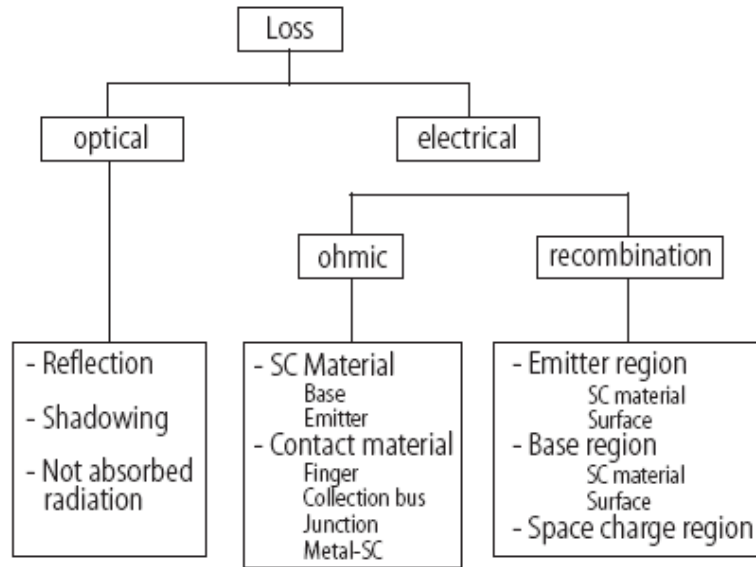 Loss
optical
electrical
ohmic
recombination
- Reflection
- Shadowing
- Not absorbed
radiation
- SC Material
Base
Emitter
- Contact material
Finger
Collection bus
Junction
Metal-SC
- Emitter region
SC material
Surface
- Base region
SC material
Surface
- Space charge region